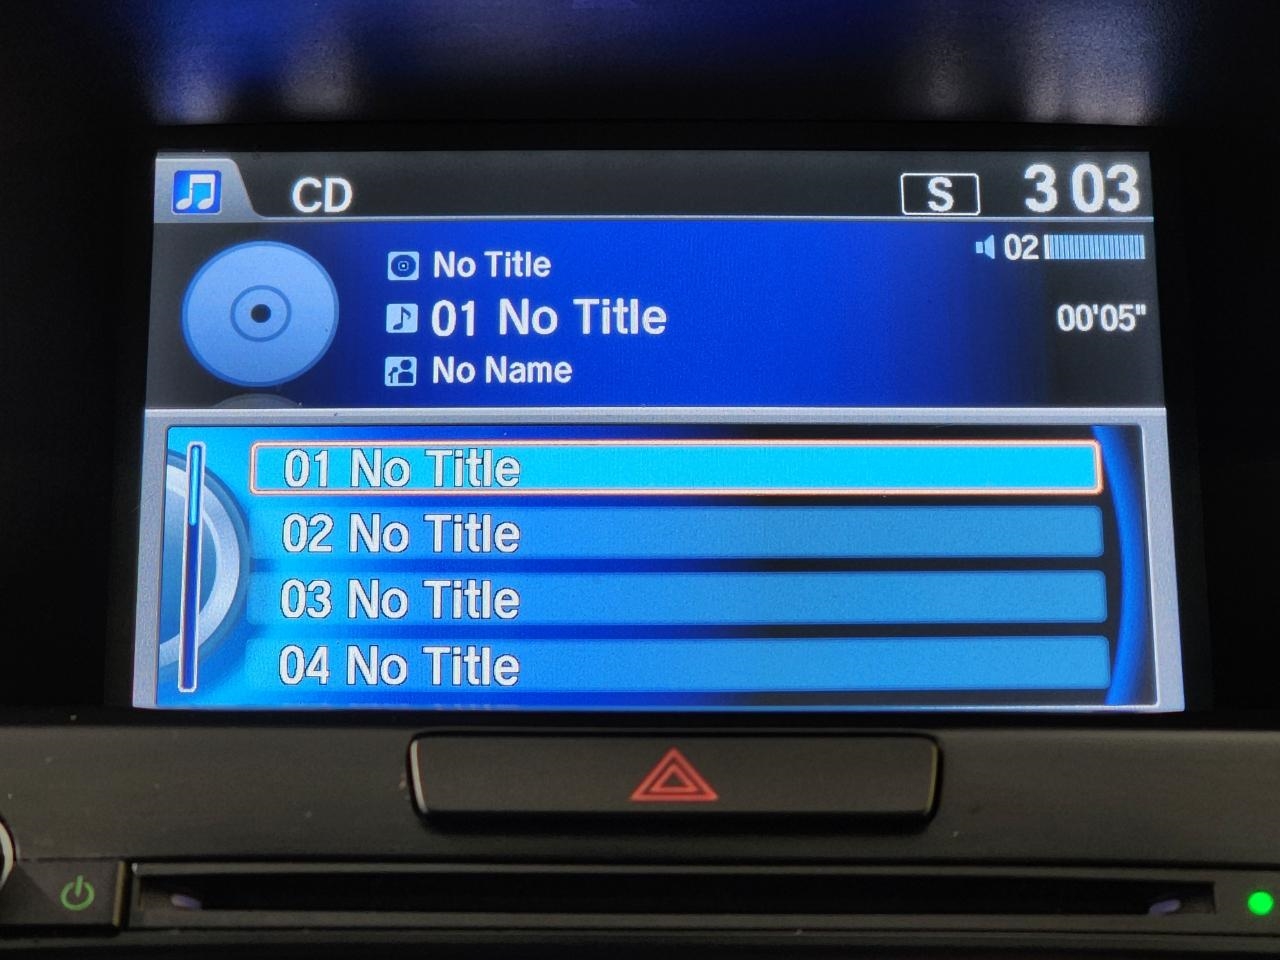 CD
S
3 03
02
No Title
01 No Title
00'05"
No Name
01 No Title
02 No Title
03 No Title
04 No Title